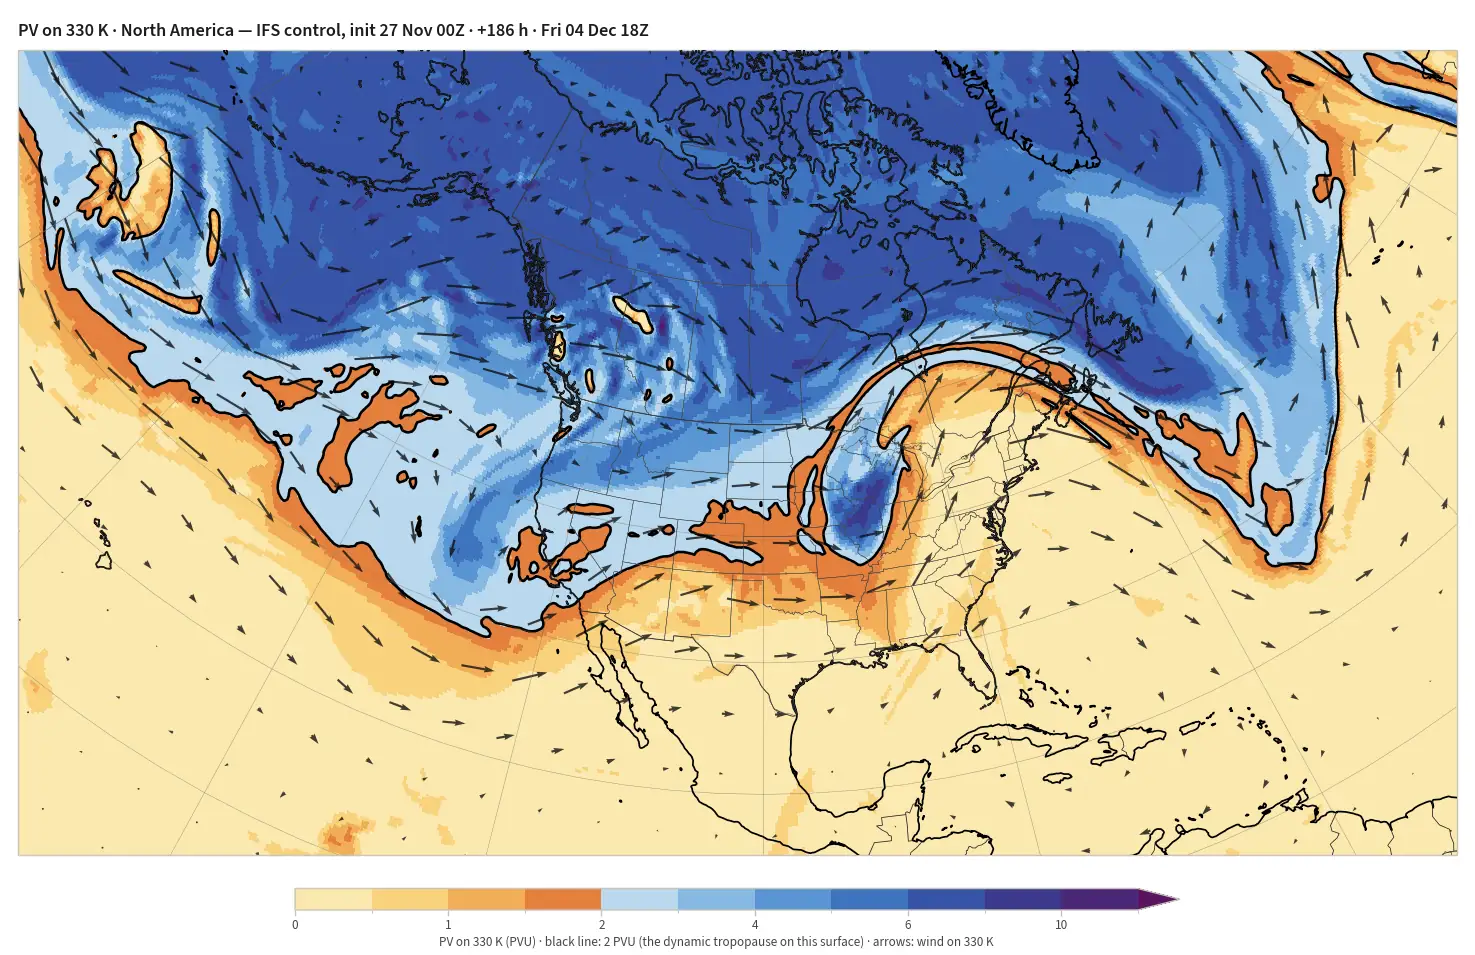 PV on 330 K · North America — IFS control, init 27 Nov 00Z · +186 h · Fri 04 Dec 18Z
0 1 2 4 6 10
PV on 330 K (PVU) · black line: 2 PVU (the dynamic tropopause on this surface) · arrows: wind on 330 K